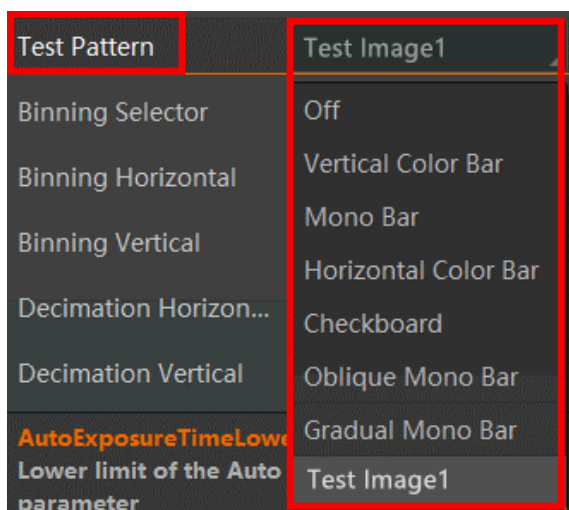 Test Pattern
Test Image1
Binning Selector
Off
Binning Horizontal
Vertical Color Bar
Binning Vertical
Mono Bar
Horizontal Color Bar
Decimation Horizon...
Checkboard
Decimation Vertical
Oblique Mono Bar
Gradual Mono Bar
Test Image1
AutoExposureTimeLowe
Lower limit of the Auto
parameter